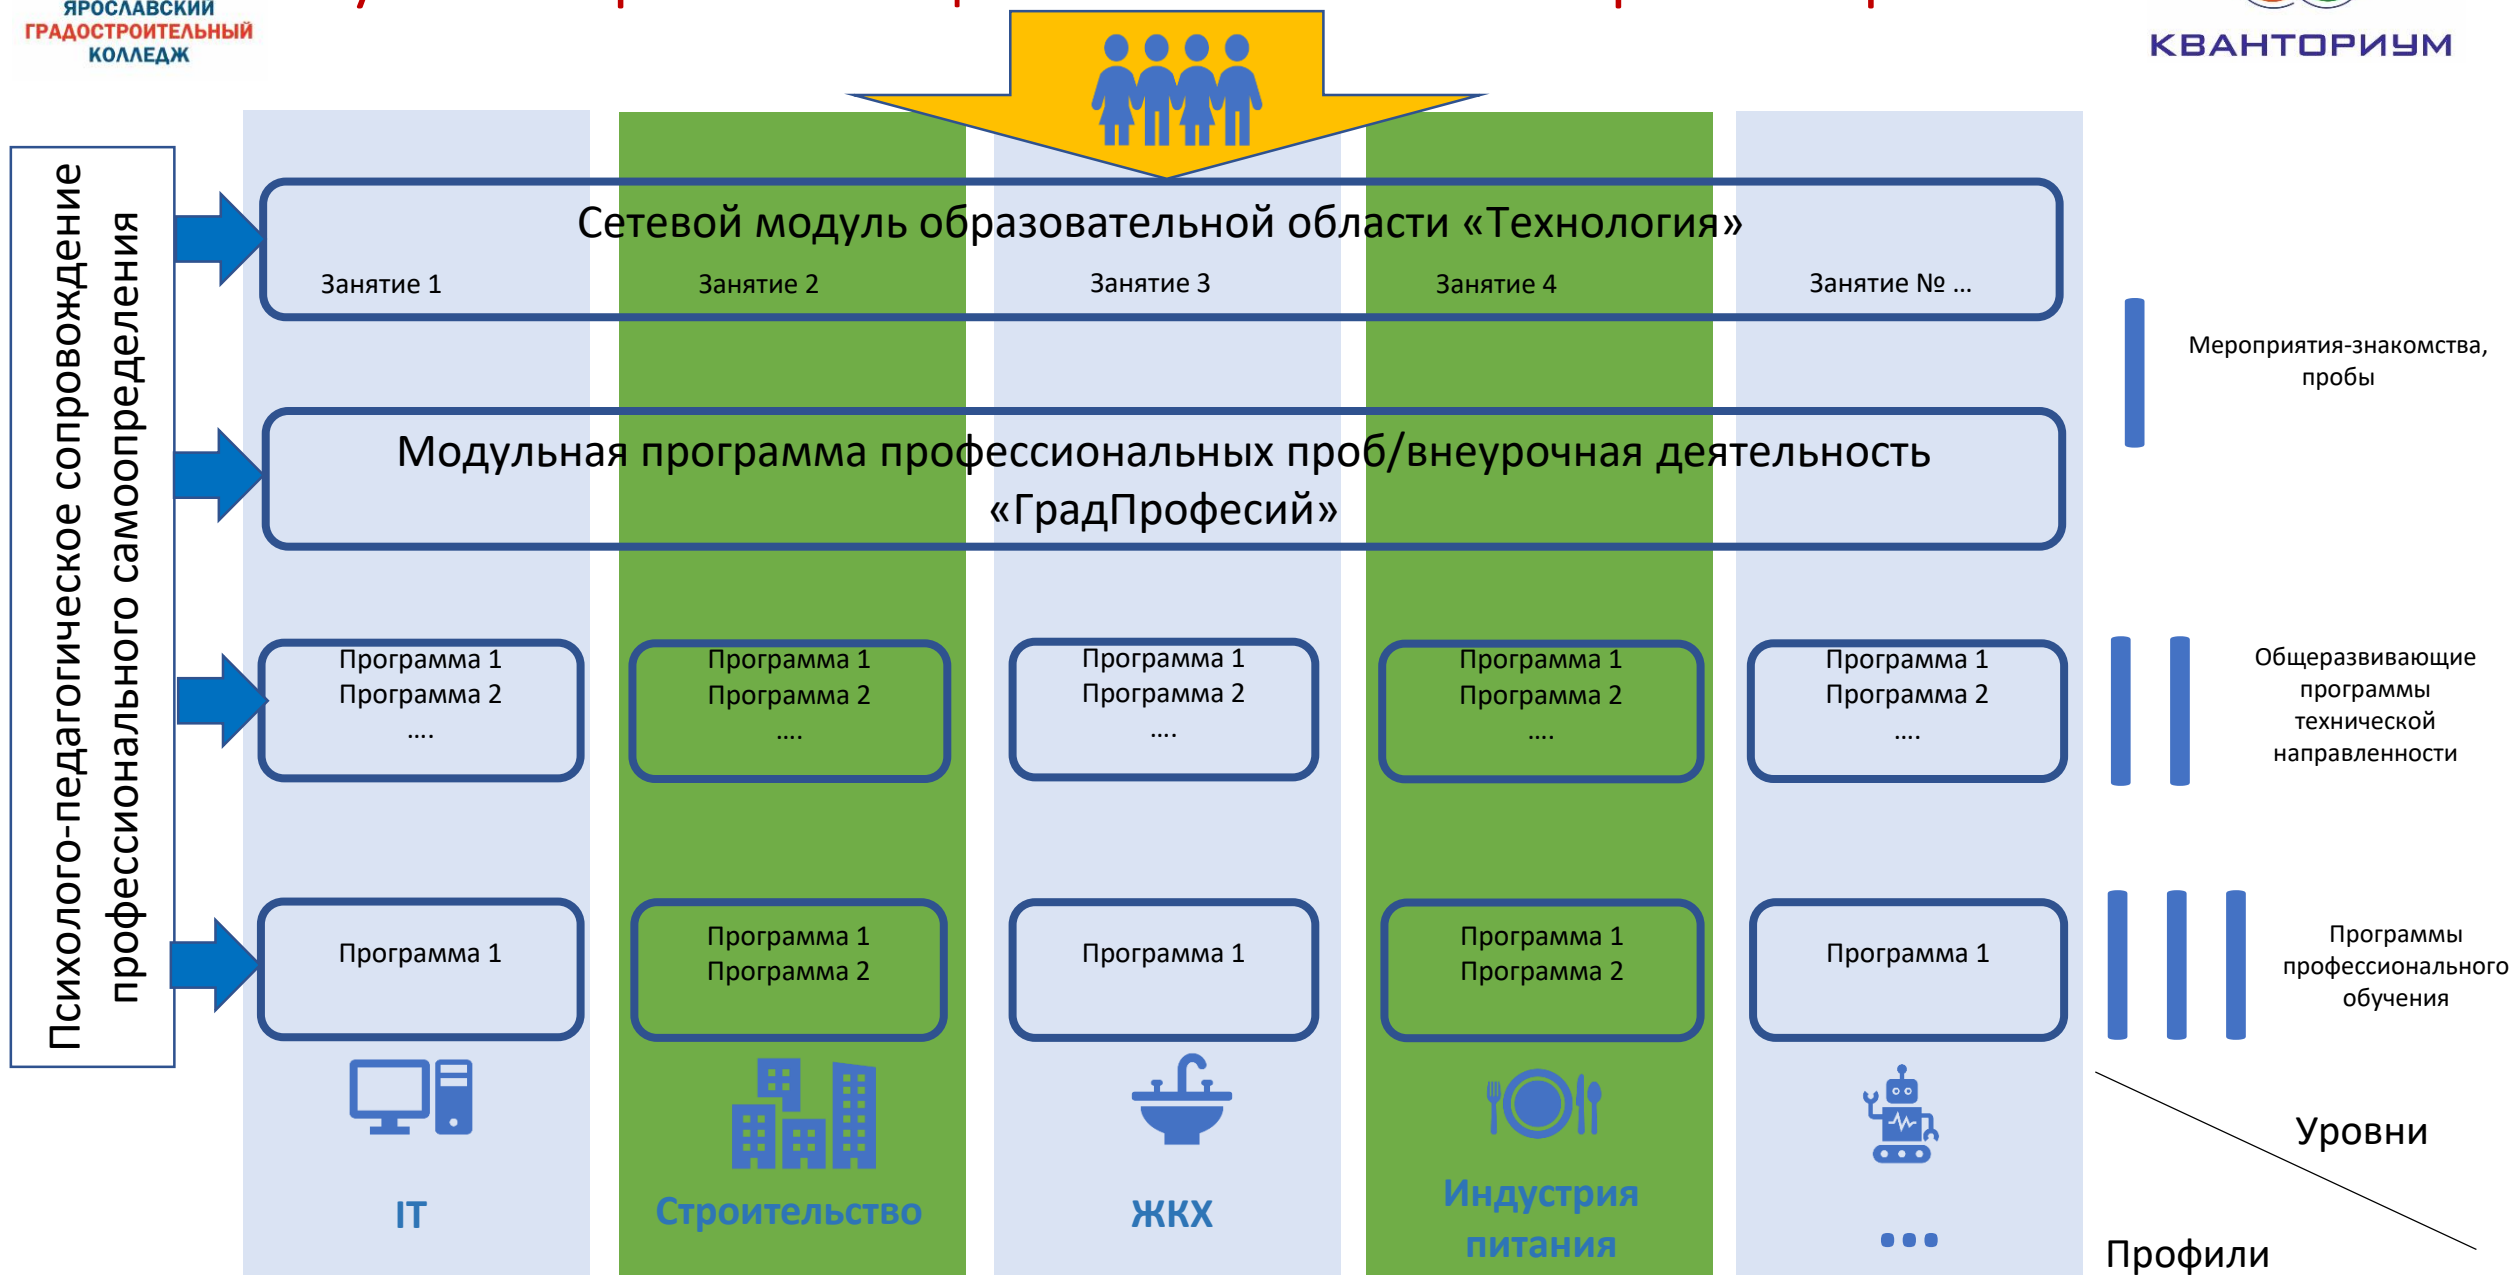 ЯРОСЛАВСКИЙ
ГРАДОСТРОИТЕЛЬНЫЙ
КОЛЛЕДЖ
КВАНТОРИУМ
Психолого-педагогическое сопровождение
профессионального самоопределения
Сетевой модуль образовательной области «Технология»
Занятие 1
Занятие 2
Занятие 3
Занятие 4
Занятие № ...
Мероприятия-знакомства,
пробы
Модульная программа профессиональных проб/внеурочная деятельность
«ГрадПрофесий»
Программа 1
Программа 2
....
Программа 1
Программа 2
....
Программа 1
Программа 2
....
Программа 1
Программа 2
....
Программа 1
Программа 2
....
Общеразвивающие
программы
технической
направленности
Программа 1
Программа 1
Программа 2
Программа 1
Программа 1
Программа 2
Программа 1
Программы
профессионального
обучения
IT
Строительство
ЖКХ
Индустрия
питания
...
Уровни
Профили